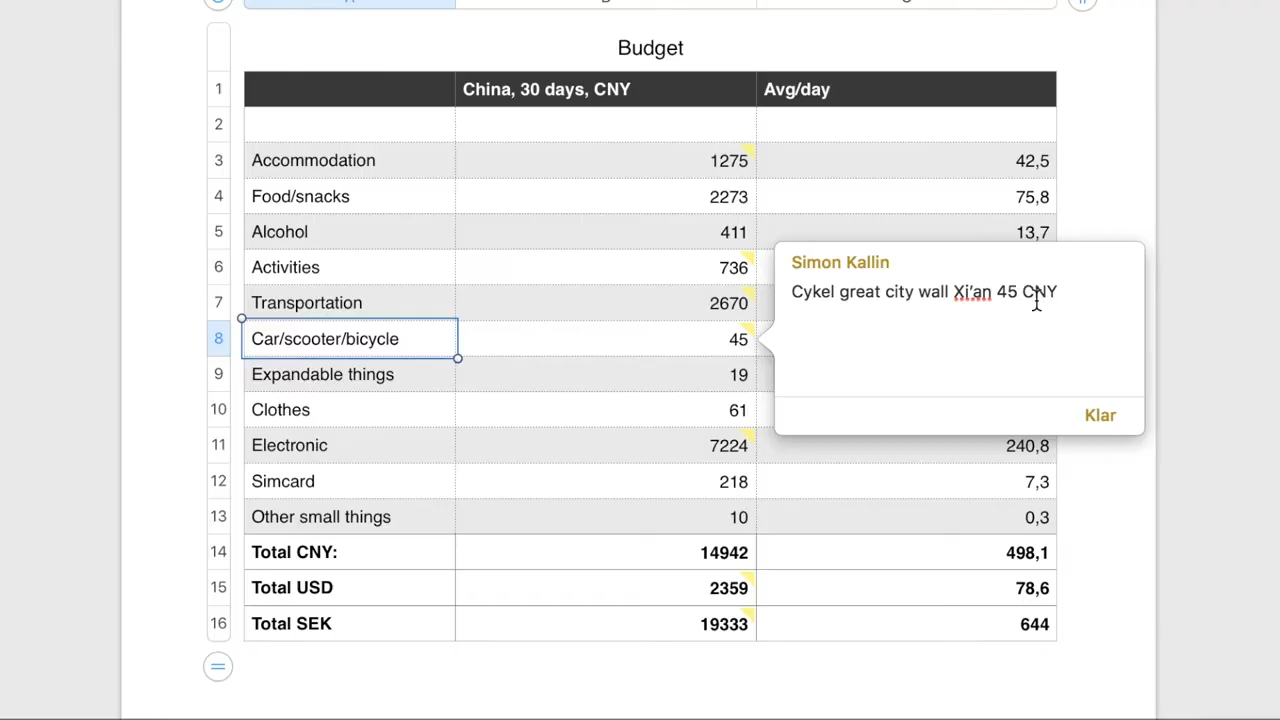 Budget
1 China, 30 days, CNY Avg/day
2
3 Accommodation 1275 42,5
4 Food/snacks 2273 75,8
5 Alcohol 411 13,7
6 Activities 736
7 Transportation 2670
8 Car/scooter/bicycle 45
9 Expandable things 19
10 Clothes 61
11 Electronic 7224 240,8
12 Simcard 218 7,3
13 Other small things 10 0,3
14 Total CNY: 14942 498,1
15 Total USD 2359 78,6
16 Total SEK 19333 644
Simon Kallin
Cykel great city wall Xi'an 45 CNY
Klar